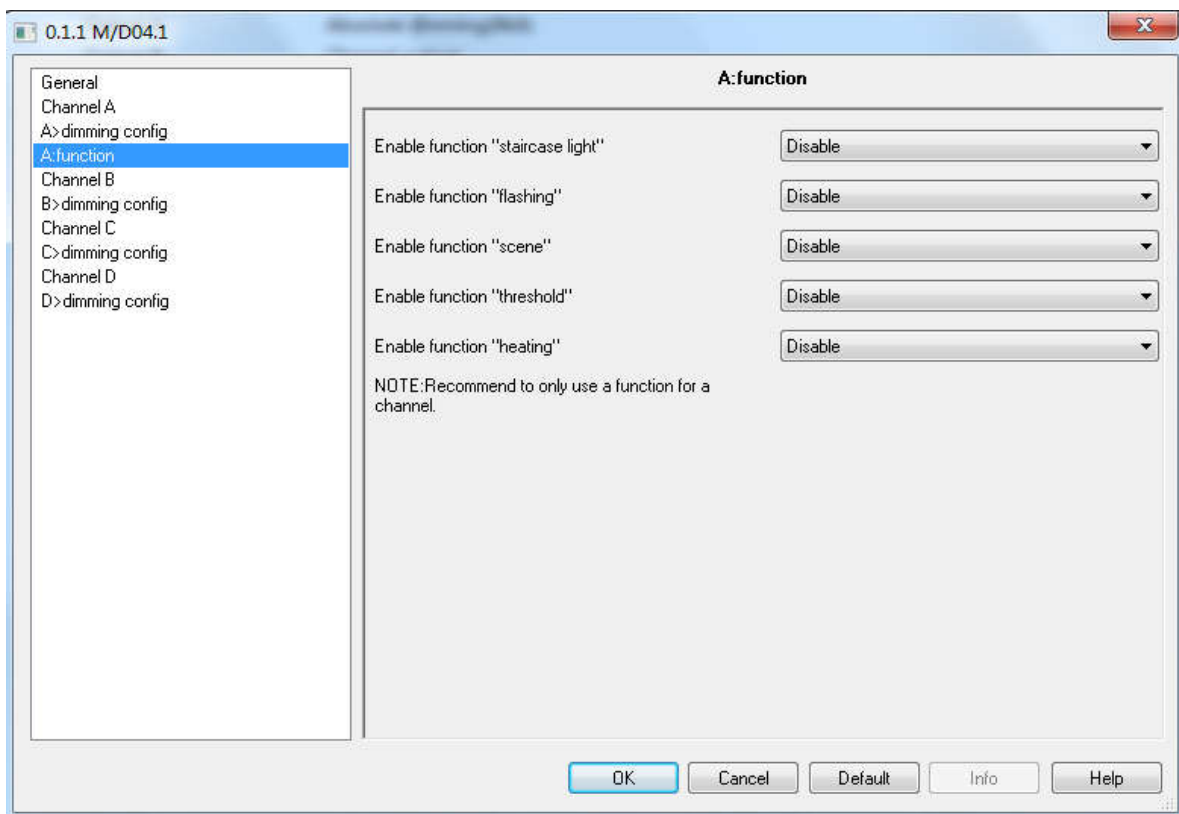 0.1.1 M/D04.1
General
Channel A
A>dimming config
A:function
Channel B
B>dimming config
Channel C
C>dimming config
Channel D
D>dimming config
A:function
Enable function "staircase light" Disable
Enable function "flashing" Disable
Enable function "scene" Disable
Enable function "threshold" Disable
Enable function "heating" Disable
NOTE:Recommend to only use a function for a
channel.
OK Cancel Default Info Help